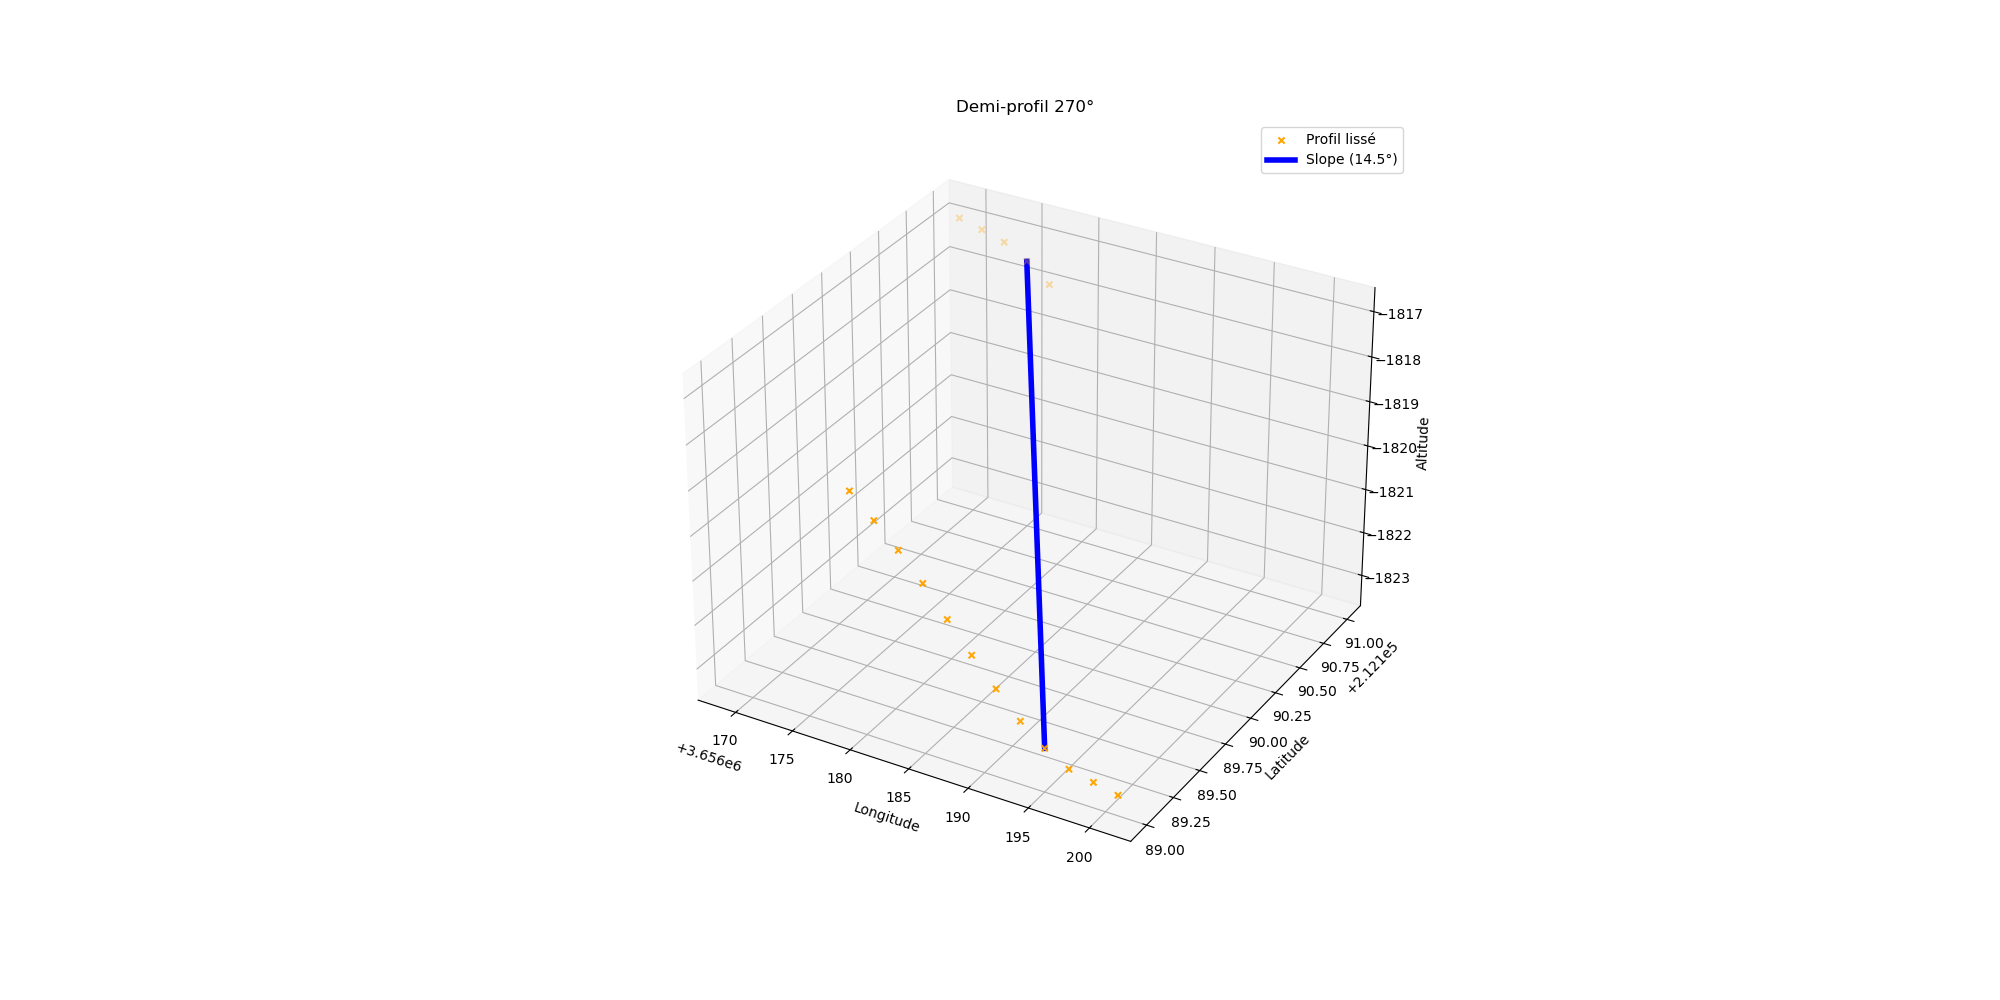 Demi-profil 270°
Profil lissé
Slope (14.5°)
−1817
−1818
−1819
−1820
−1821
−1822
−1823
Altitude
91.00
90.75
90.50
90.25
90.00
89.75
89.50
89.25
89.00
+2.121e5
Latitude
170
175
180
185
190
195
200
+3.656e6
Longitude